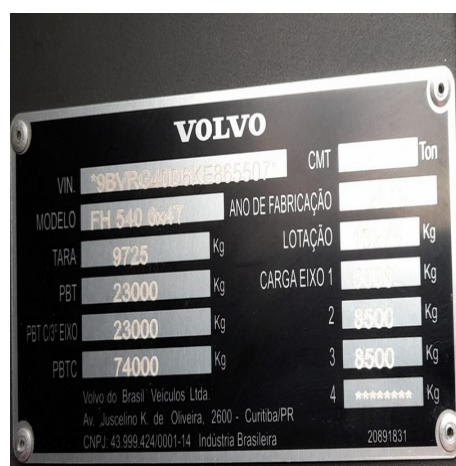 VOLVO
VIN. *9BVRG40D6KE865507* CMT Ton
MODELO FH 540 6x4T ANO DE FABRICAÇÃO
TARA 9725 Kg LOTAÇÃO Kg
PBT 23000 Kg CARGA EIXO 1 Kg
PBT C/3º EIXO 23000 Kg 2 8500 Kg
PBTC 74000 Kg 3 8500 Kg
4 ******** Kg
Volvo do Brasil Veículos Ltda.
Av. Juscelino K. de Oliveira, 2600 - Curitiba/PR
CNPJ: 43.999.424/0001-14 Indústria Brasileira 20891831